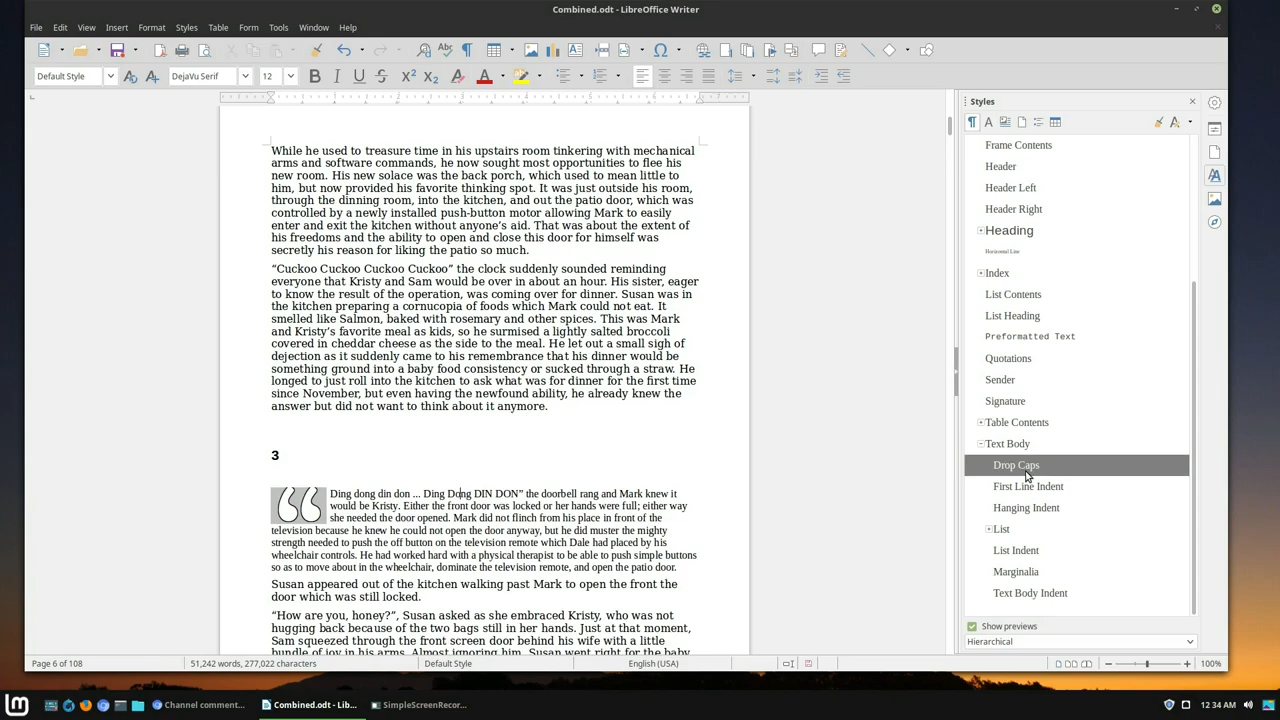 Combined.odt - LibreOffice Writer
File Edit View Insert Format Styles Table Form Tools Window Help
Default Style DejaVu Serif 12
While he used to treasure time in his upstairs room tinkering with mechanical
arms and software commands, he now sought most opportunities to flee his
new room. His new solace was the back porch, which used to mean little to
him, but now provided his favorite thinking spot. It was just outside his room,
through the dinning room, into the kitchen, and out the patio door, which was
controlled by a newly installed push-button motor allowing Mark to easily
enter and exit the kitchen without anyone’s aid. That was about the extent of
his freedoms and the ability to open and close this door for himself was
secretly his reason for liking the patio so much.
“Cuckoo Cuckoo Cuckoo Cuckoo” the clock suddenly sounded reminding
everyone that Kristy and Sam would be over in about an hour. His sister, eager
to know the result of the operation, was coming over for dinner. Susan was in
the kitchen preparing a cornucopia of foods which Mark could not eat. It
smelled like Salmon, baked with rosemary and other spices. This was Mark
and Kristy’s favorite meal as kids, so he surmised a lightly salted broccoli
covered in cheddar cheese as the side to the meal. He let out a small sigh of
dejection as it suddenly came to his remembrance that his dinner would be
something ground into a baby food consistency or sucked through a straw. He
longed to just roll into the kitchen to ask what was for dinner for the first time
since November, but even having the newfound ability, he already knew the
answer but did not want to think about it anymore.
3
“Ding dong din don ... Ding Dong DIN DON” the doorbell rang and Mark knew it
would be Kristy. Either the front door was locked or her hands were full; either way
she needed the door opened. Mark did not flinch from his place in front of the
television because he knew he could not open the door anyway, but he did muster the mighty
strength needed to push the off button on the television remote which Dale had placed by his
wheelchair controls. He had worked hard with a physical therapist to be able to push simple buttons
so as to move about in the wheelchair, dominate the television remote, and open the patio door.
Susan appeared out of the kitchen walking past Mark to open the front the
door which was still locked.
“How are you, honey?”, Susan asked as she embraced Kristy, who was not
hugging back because of the two bags still in her hands. Just at that moment,
Sam squeezed through the front screen door behind his wife with a little
bundle of joy in his arms. Almost ignoring him, Susan went right for the baby
Styles
Frame Contents
Header
Header Left
Header Right
Heading
Horizontal Line
Index
List Contents
List Heading
Preformatted Text
Quotations
Sender
Signature
Table Contents
Text Body
Drop Caps
First Line Indent
Hanging Indent
List
List Indent
Marginalia
Text Body Indent
Show previews
Hierarchical
Page 6 of 108 51,242 words, 277,022 characters Default Style English (USA) 100%
Channel comment... Combined.odt - Lib... SimpleScreenRecor... 12:34 AM